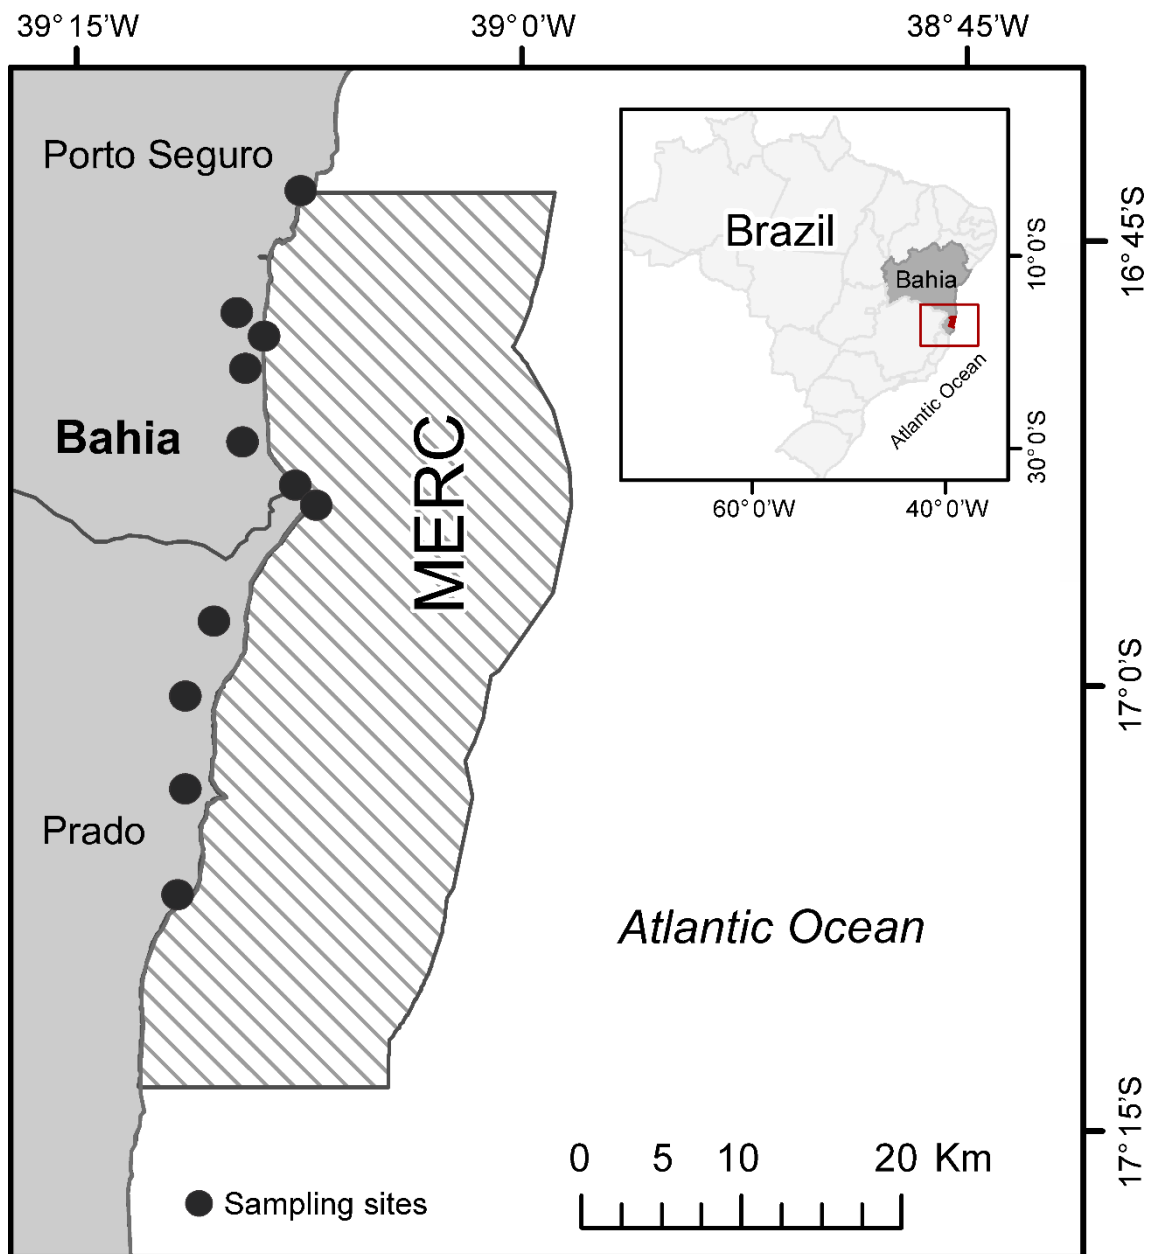 39°15'W
39°0'W
38°45'W
Porto Seguro
Brazil
Bahia
Atlantic Ocean
10°0'S
30°0'S
60°0'W
40°0'W
16°45'S
Bahia
MERC
17°0'S
Prado
Atlantic Ocean
17°15'S
0 5 10 20 Km
Sampling sites